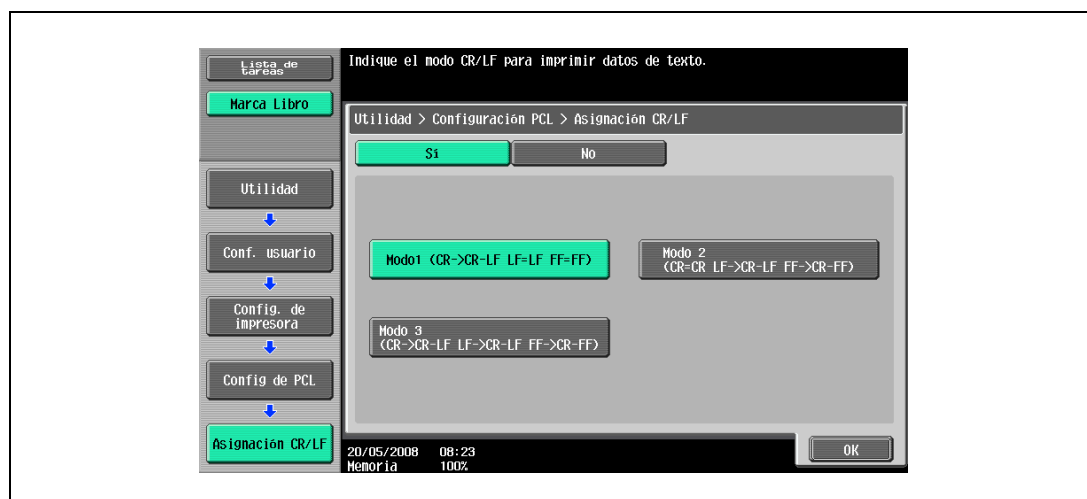 Lista de
tareas
Indique el modo CR/LF para imprimir datos de texto.
Marca Libro
Utilidad > Configuración PCL > Asignación CR/LF
Sí
No
Utilidad
Conf. usuario
Modo1 (CR->CR-LF LF=LF FF=FF)
Modo 2
(CR=CR LF->CR-LF FF->CR-FF)
Config. de
impresora
Modo 3
(CR->CR-LF LF->CR-LF FF->CR-FF)
Config de PCL
Asignación CR/LF
20/05/2008 08:23
Memoria 100%
OK